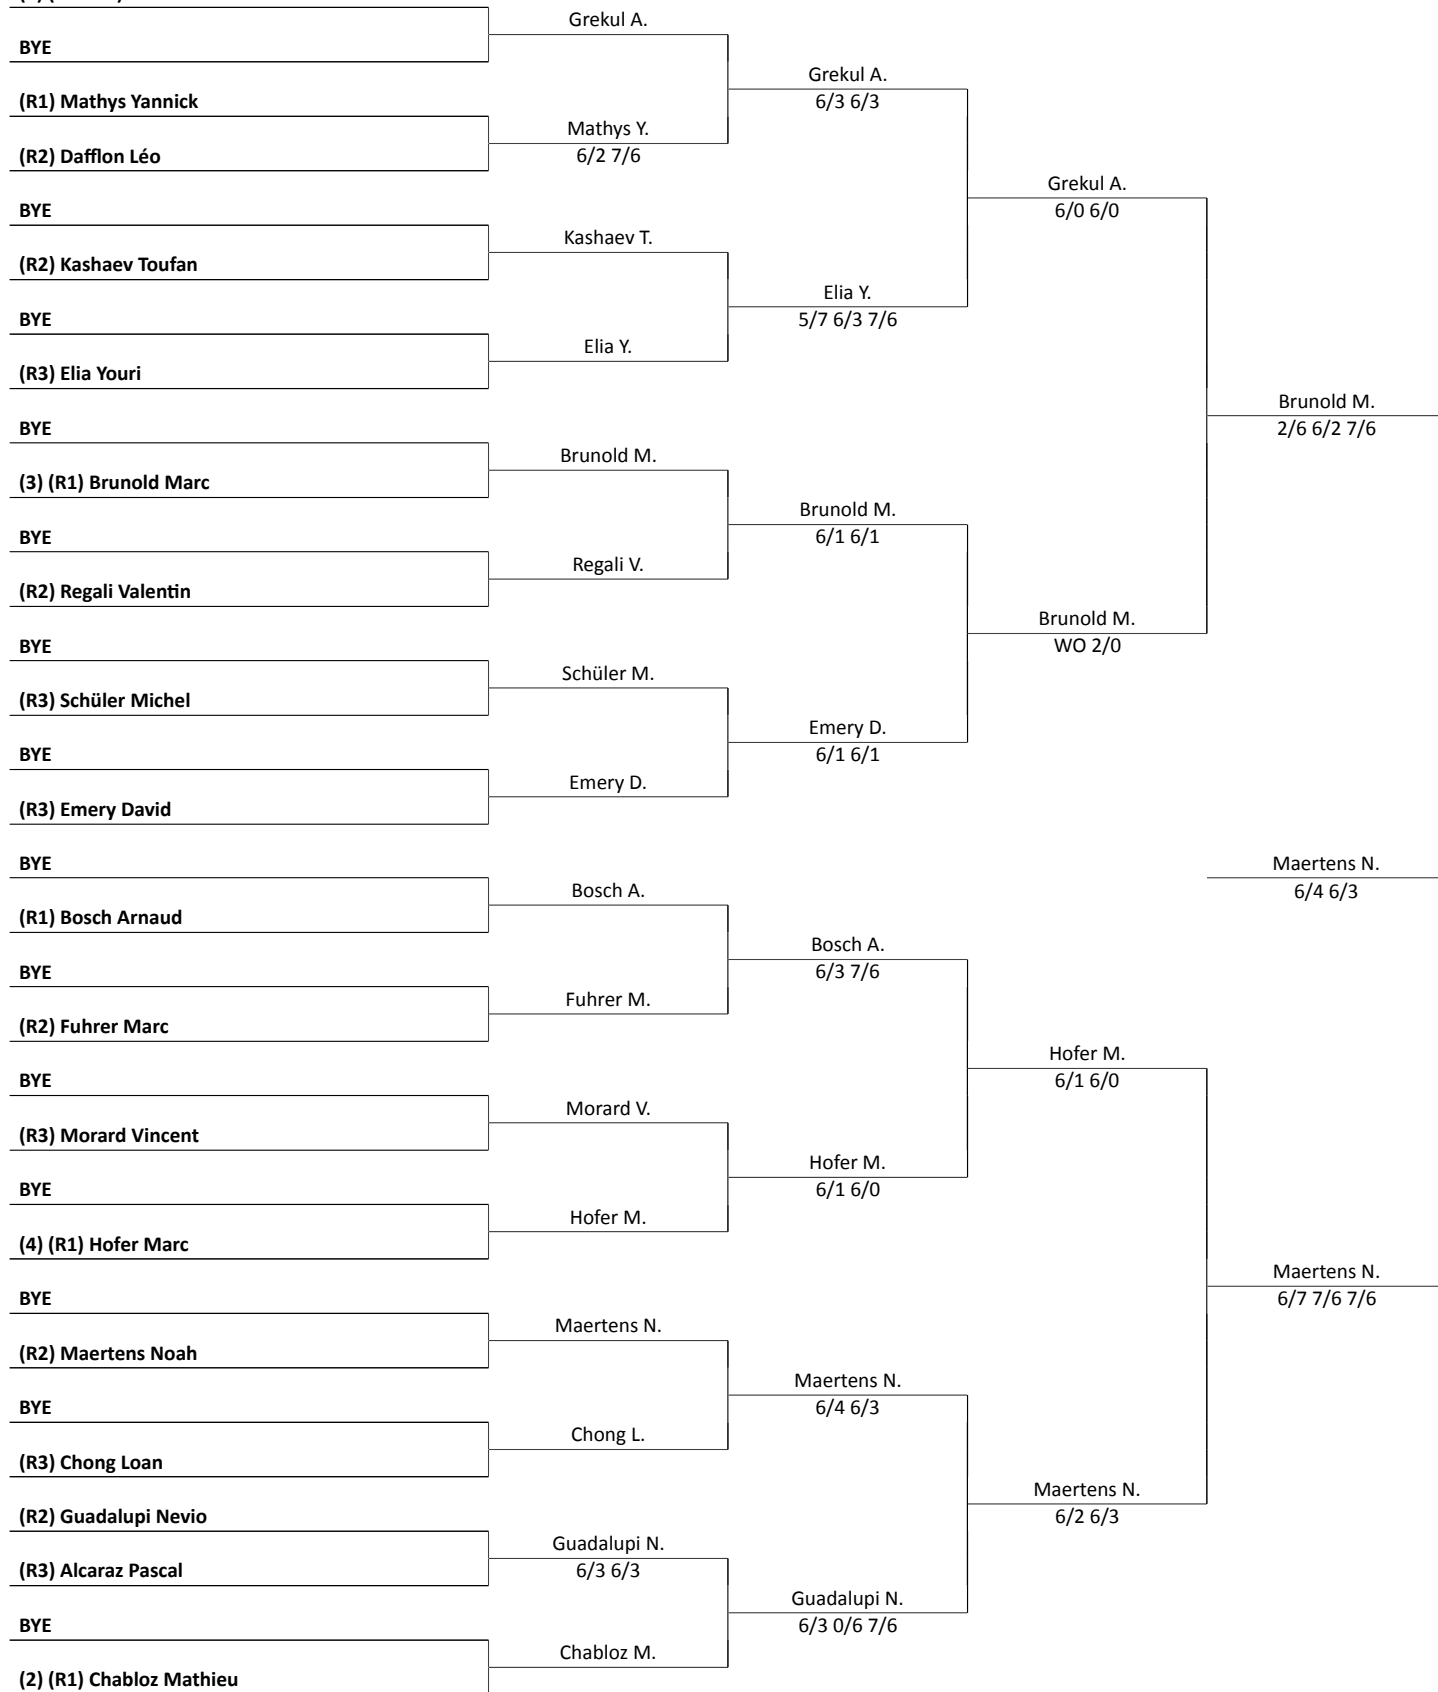 BYE
(R1) Mathys Yannick
(R2) Dafflon Léo
BYE
(R2) Kashaev Toufan
BYE
(R3) Elia Youri
BYE
(3) (R1) Brunold Marc
BYE
(R2) Regali Valentin
BYE
(R3) Schüler Michel
BYE
(R3) Emery David
BYE
(R1) Bosch Arnaud
BYE
(R2) Fuhrer Marc
BYE
(R3) Morard Vincent
BYE
(4) (R1) Hofer Marc
BYE
(R2) Maertens Noah
BYE
(R3) Chong Loan
(R2) Guadalupi Nevio
(R3) Alcaraz Pascal
BYE
(2) (R1) Chabloz Mathieu
Grekul A.
Mathys Y.
6/2 7/6
Kashaev T.
Elia Y.
Brunold M.
Regali V.
Schüler M.
Emery D.
Bosch A.
Fuhrer M.
Morard V.
Hofer M.
Maertens N.
Chong L.
Guadalupi N.
6/3 6/3
Chabloz M.
Grekul A.
6/3 6/3
Elia Y.
5/7 6/3 7/6
Brunold M.
6/1 6/1
Emery D.
6/1 6/1
Bosch A.
6/3 7/6
Hofer M.
6/1 6/0
Maertens N.
6/4 6/3
Guadalupi N.
6/3 0/6 7/6
Grekul A.
6/0 6/0
Brunold M.
WO 2/0
Hofer M.
6/1 6/0
Maertens N.
6/2 6/3
Brunold M.
2/6 6/2 7/6
Maertens N.
6/4 6/3
Maertens N.
6/7 7/6 7/6